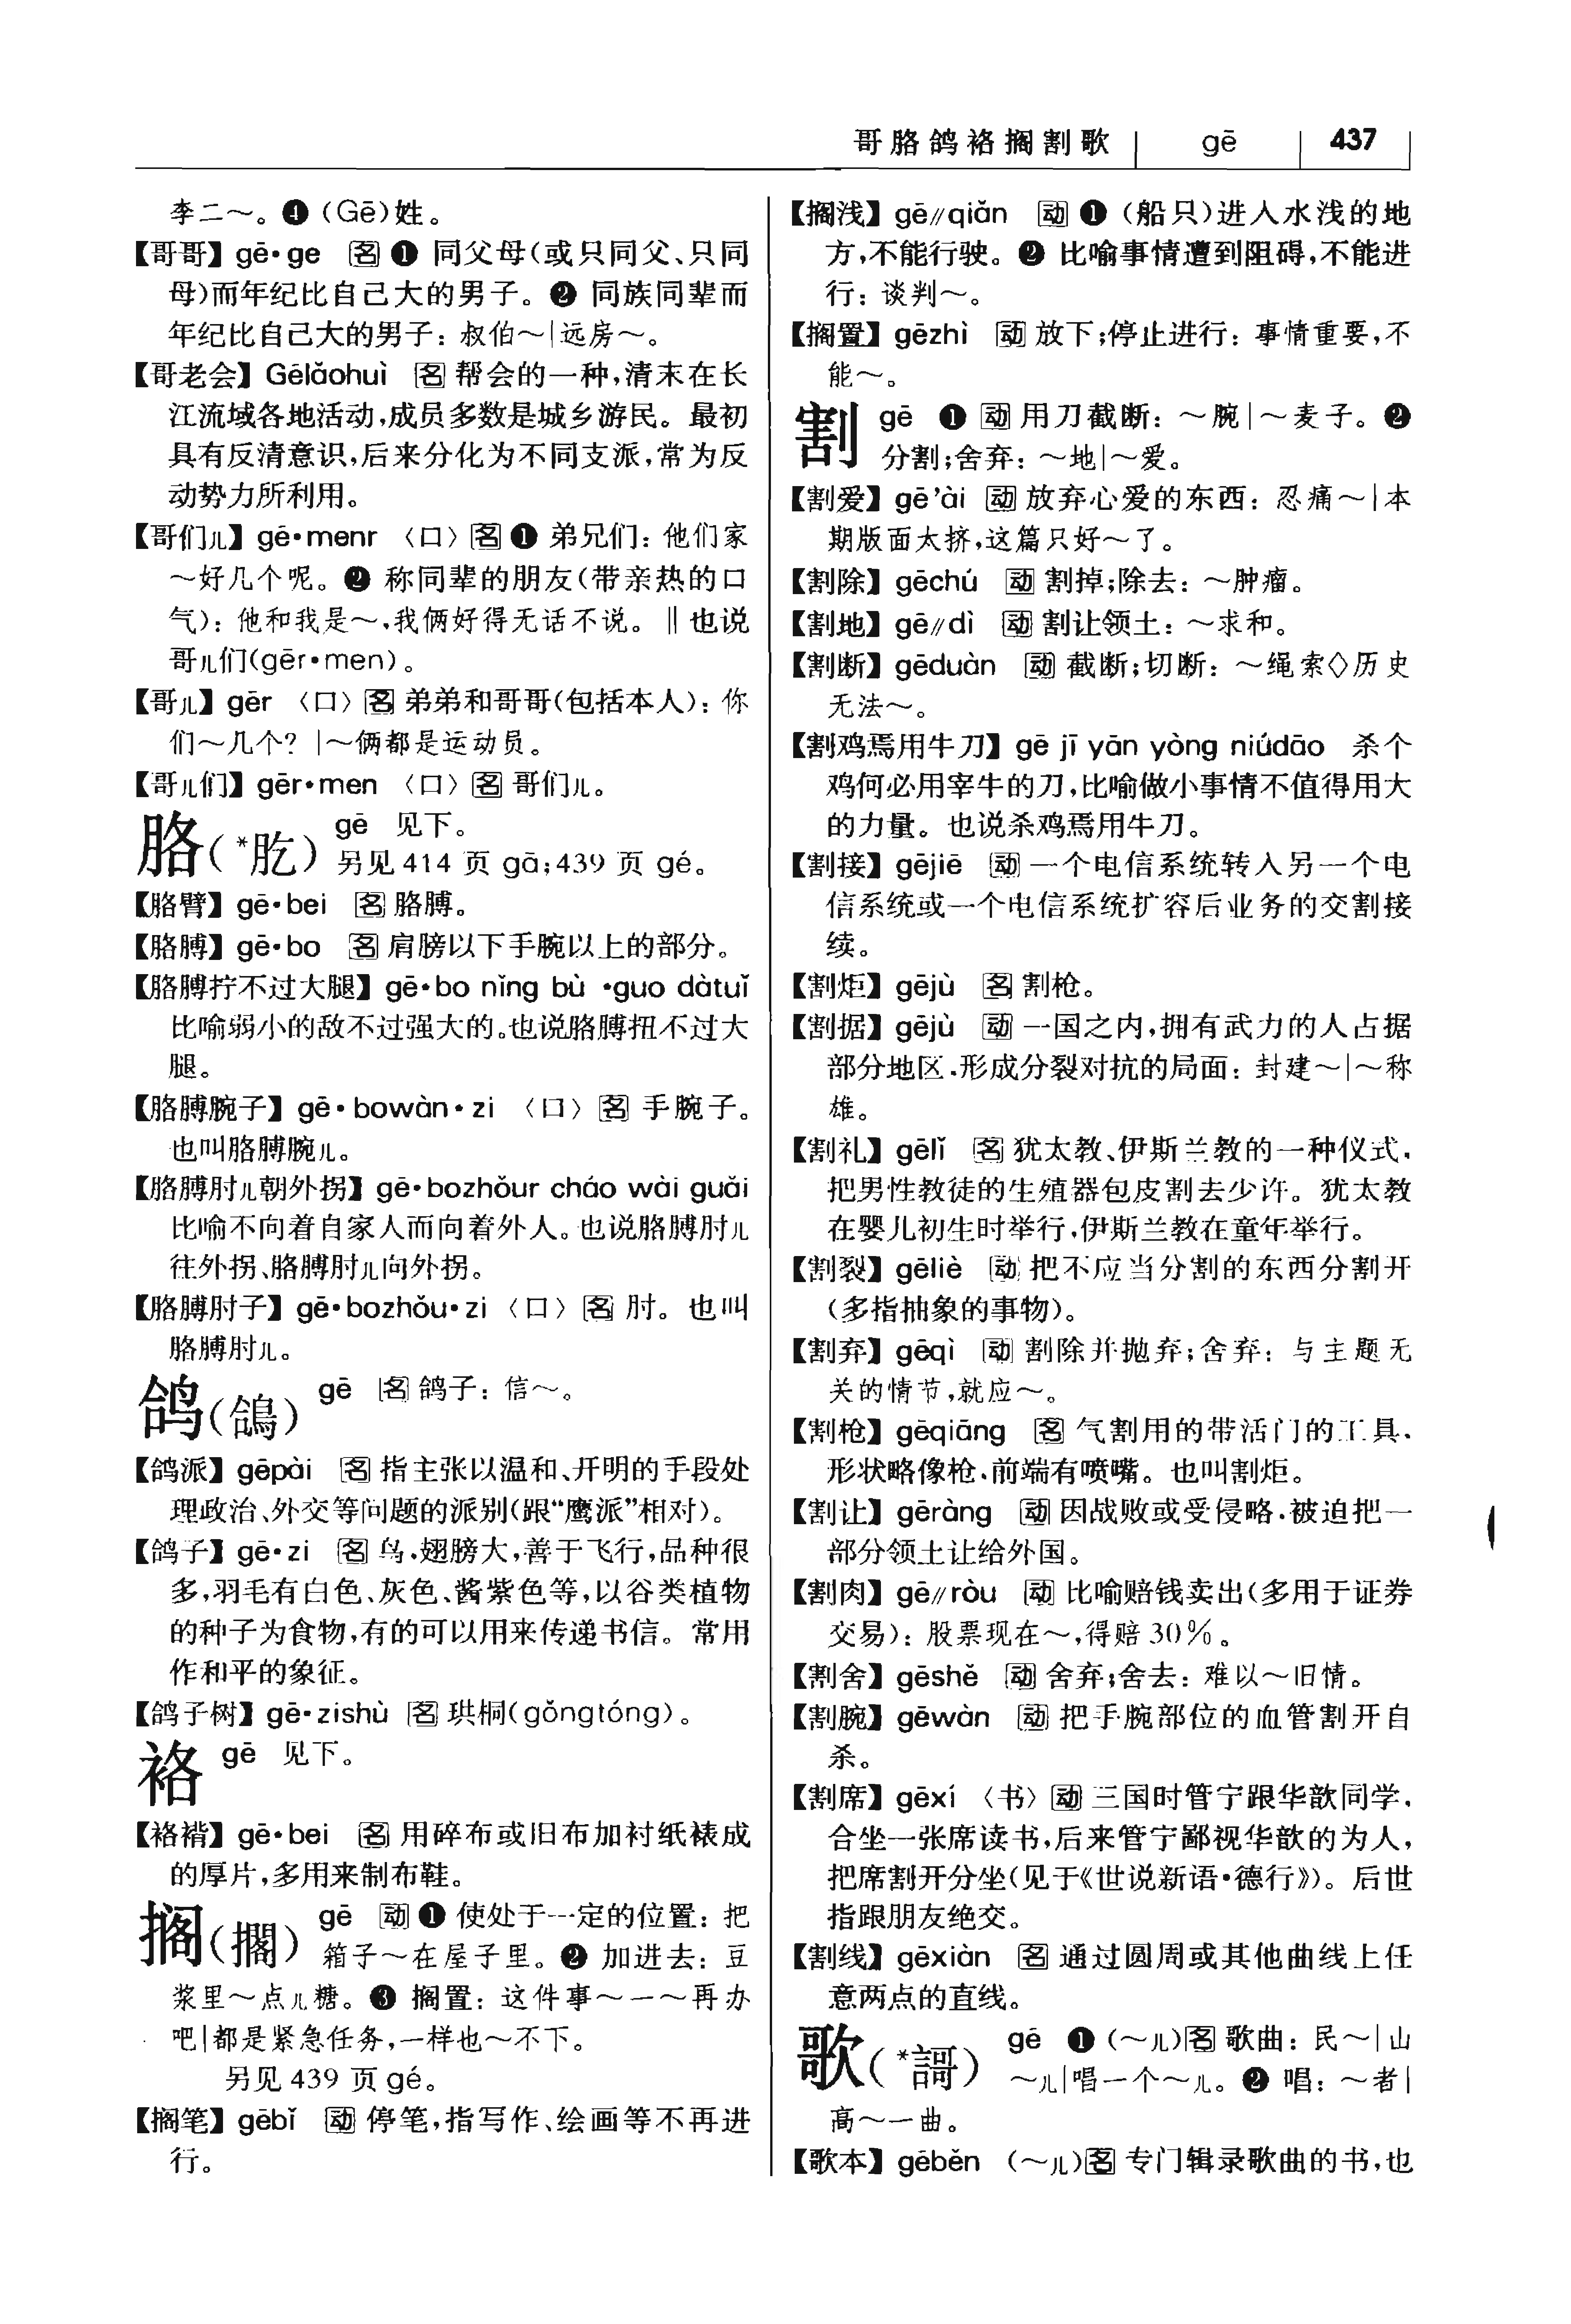 哥胳鸽袼搁割歌 gē 437
李二～。❹（Gē）姓。
【哥哥】gē•ge 名 ❶ 同父母（或只同父、只同
母）而年纪比自己大的男子。❷ 同族同辈而
年纪比自己大的男子：叔伯～|远房～。
【哥老会】Gēlǎohuì 名 帮会的一种，清末在长
江流域各地活动，成员多数是城乡游民。最初
具有反清意识，后来分化为不同支派，常为反
动势力所利用。
【哥们儿】gē•menr 〈口〉名 ❶ 弟兄们：他们家
～好几个呢。❷ 称同辈的朋友（带亲热的口
气）：他和我是～，我俩好得无话不说。‖也说
哥儿们（gēr•men）。
【哥儿】gēr 〈口〉名 弟弟和哥哥（包括本人）：你
们～几个？|～俩都是运动员。
【哥儿们】gēr•men 〈口〉名 哥们儿。
胳（*肐） gē 见下。
另见414 页 gā；439 页 gé。
【胳臂】gē•bei 名 胳膊。
【胳膊】gē•bo 名 肩膀以下手腕以上的部分。
【胳膊拧不过大腿】gē•bo nǐng bù •guo dàtuǐ
比喻弱小的敌不过强大的。也说胳膊扭不过大
腿。
【胳膊腕子】gē•bowàn•zi 〈口〉名 手腕子。
也叫胳膊腕儿。
【胳膊肘儿朝外拐】gē•bozhǒur cháo wài guǎi
比喻不向着自家人而向着外人。也说胳膊肘儿
往外拐、胳膊肘儿向外拐。
【胳膊肘子】gē•bozhǒu•zi〈口〉名 肘。也叫
胳膊肘儿。
鸽（鴿） gē 名 鸽子：信～。
【鸽派】gēpài 名 指主张以温和、开明的手段处
理政治、外交等问题的派别（跟“鹰派”相对）。
【鸽子】gē•zi 名 鸟，翅膀大，善于飞行，品种很
多，羽毛有白色、灰色、酱紫色等，以谷类植物
的种子为食物，有的可以用来传递书信。常用
作和平的象征。
【鸽子树】gē•zishù 名 珙桐（gǒngtóng）。
袼 gē 见下。
【袼褙】gē•bei 名 用碎布或旧布加衬纸裱成
的厚片，多用来制布鞋。
搁（擱） gē 动 ❶ 使处于一定的位置：把
箱子～在屋子里。❷ 加进去：豆
浆里～点儿糖。❸ 搁置：这件事～一～再办
吧|都是紧急任务，一样也～不下。
另见 439 页 gé。
【搁笔】gēbǐ 动 停笔，指写作、绘画等不再进
行。
【搁浅】gē//qiǎn 动 ❶（船只）进入水浅的地
方，不能行驶。❷ 比喻事情遭到阻碍，不能进
行：谈判～。
【搁置】gēzhì 动 放下；停止进行：事情重要，不
能～。
割 gē ❶ 动 用刀截断：～腕|～麦子。❷
分割；舍弃：～地|～爱。
【割爱】gē’ài 动 放弃心爱的东西：忍痛～|本
期版面太挤，这篇只好～了。
【割除】gēchú 动 割掉；除去：～肿瘤。
【割地】gē//dì 动 割让领土：～求和。
【割断】gēduàn 动 截断；切断：～绳索◇历史
无法～。
【割鸡焉用牛刀】gē jī yān yòng niúdāo 杀个
鸡何必用宰牛的刀，比喻做小事情不值得用大
的力量。也说杀鸡焉用牛刀。
【割接】gējiē 动 一个电信系统转入另一个电
信系统或一个电信系统扩容后业务的交割接
续。
【割炬】gējù 名 割枪。
【割据】gējù 动 一国之内，拥有武力的人占据
部分地区，形成分裂对抗的局面：封建～|～称
雄。
【割礼】gēlǐ 名 犹太教、伊斯兰教的一种仪式，
把男性教徒的生殖器包皮割去少许。犹太教
在婴儿初生时举行，伊斯兰教在童年举行。
【割裂】gēliè 动 把不应当分割的东西分割开
（多指抽象的事物）。
【割弃】gēqì 动 割除并抛弃；舍弃：与主题无
关的情节，就应～。
【割枪】gēqiāng 名 气割用的带活门的工具，
形状略像枪，前端有喷嘴。也叫割炬。
【割让】gēràng 动 因战败或受侵略，被迫把一
部分领土让给外国。
【割肉】gē//ròu 动 比喻赔钱卖出（多用于证券
交易）：股票现在～，得赔 30％。
【割舍】gēshě 动 舍弃；舍去：难以～旧情。
【割腕】gēwàn 动 把手腕部位的血管割开自
杀。
【割席】gēxí 〈书〉动 三国时管宁跟华歆同学，
合坐一张席读书，后来管宁鄙视华歆的为人，
把席割开分坐（见于《世说新语•德行》）。后世
指跟朋友绝交。
【割线】gēxiàn 名 通过圆周或其他曲线上任
意两点的直线。
歌（*謌） gē ❶（～儿）名 歌曲：民～|山
～儿|唱一个～儿。❷ 唱：～者|
高～一曲。
【歌本】gēběn （～儿）名 专门辑录歌曲的书，也